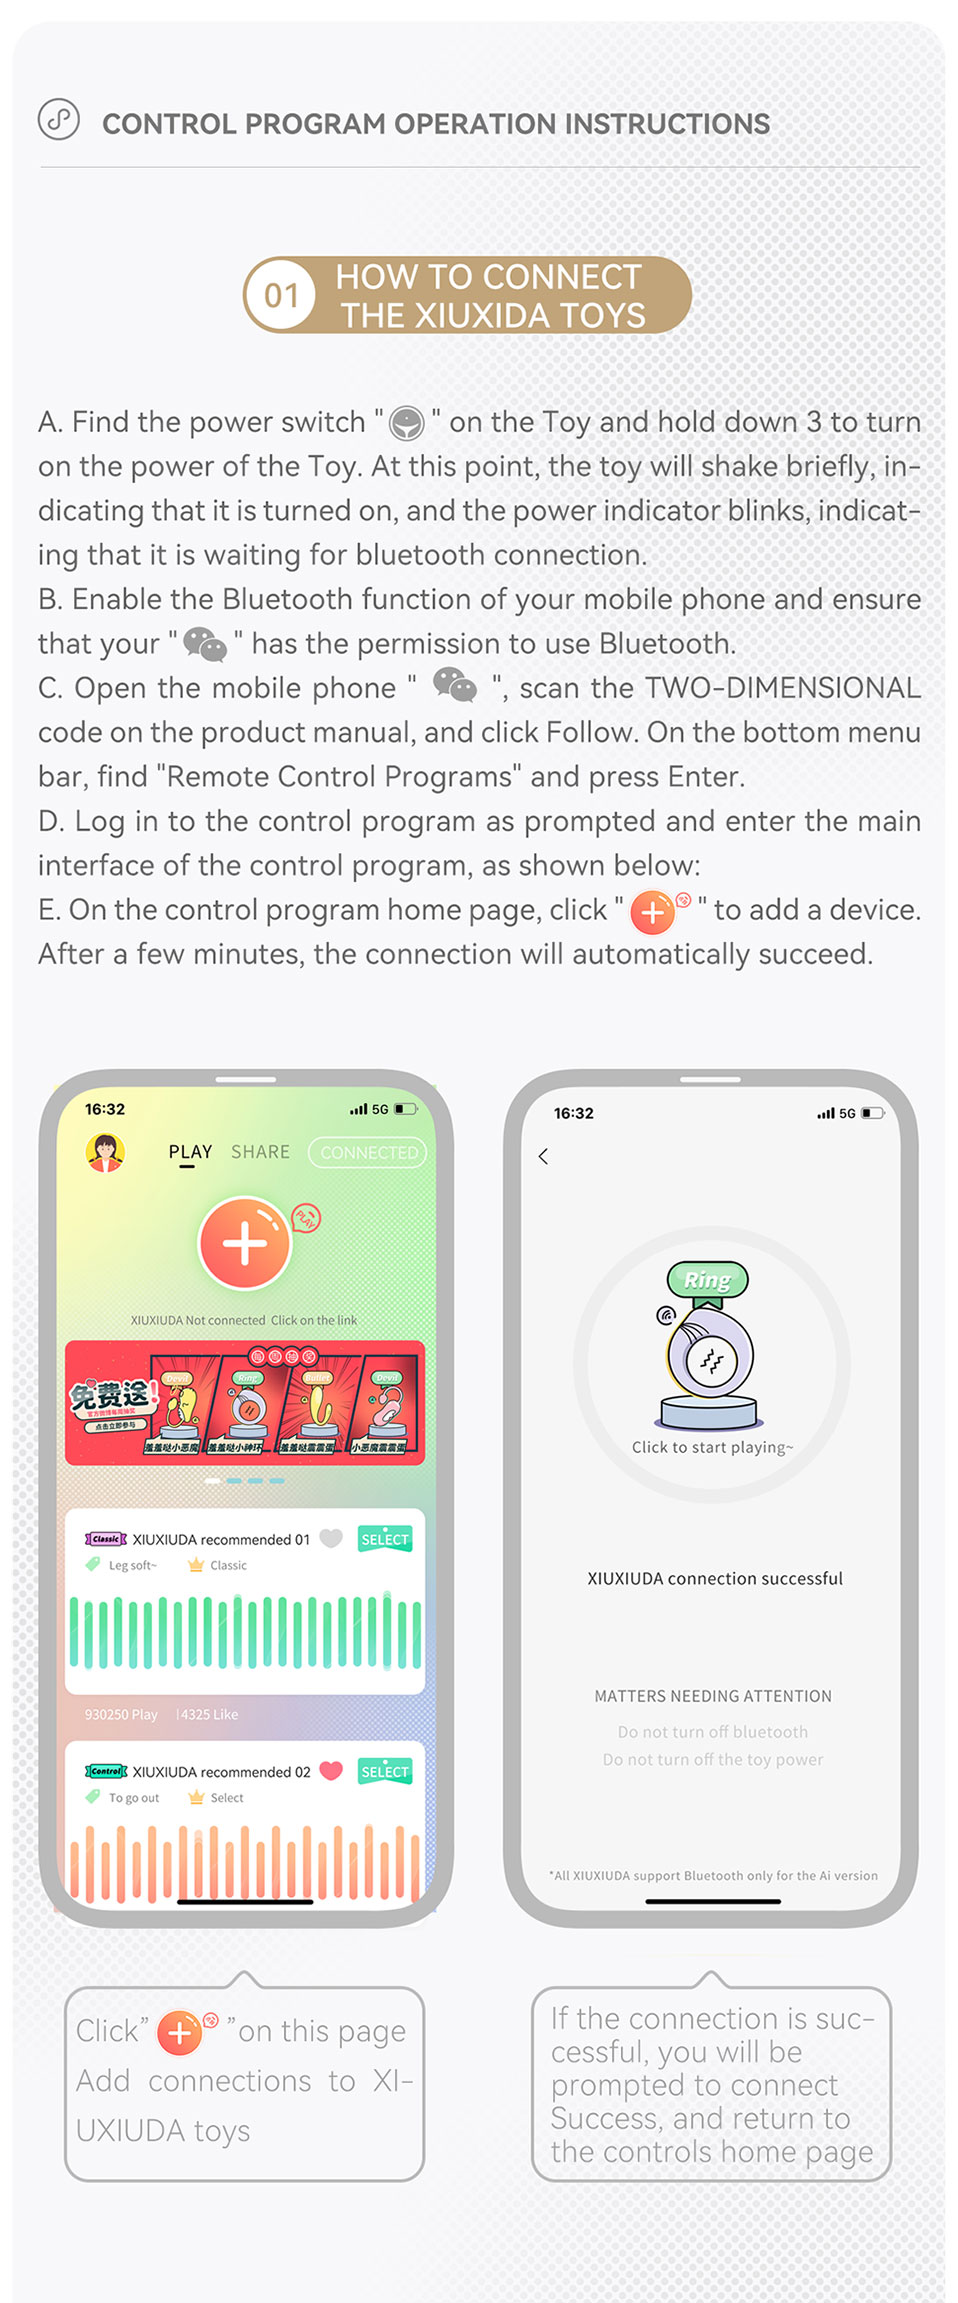 CONTROL PROGRAM OPERATION INSTRUCTIONS
01
HOW TO CONNECT
THE XIUXIDA TOYS
A. Find the power switch " " on the Toy and hold down 3 to turn
on the power of the Toy. At this point, the toy will shake briefly, in-
dicating that it is turned on, and the power indicator blinks, indicat-
ing that it is waiting for bluetooth connection.
B. Enable the Bluetooth function of your mobile phone and ensure
that your " " has the permission to use Bluetooth.
C. Open the mobile phone " ", scan the TWO-DIMENSIONAL
code on the product manual, and click Follow. On the bottom menu
bar, find "Remote Control Programs" and press Enter.
D. Log in to the control program as prompted and enter the main
interface of the control program, as shown below:
E. On the control program home page, click " " to add a device.
After a few minutes, the connection will automatically succeed.
16:32
5G
PLAY SHARE CONNECTED
PLAY
XIUXIUDA Not connected Click on the link
免费送!
点击立即参与
Devil
Ring
Bullet
Devil
羞羞哒小恶魔
羞羞哒小神环
羞羞哒震震蛋
小恶魔震震蛋
Classic XIUXIUDA recommended 01 SELECT
Leg soft~ Classic
930250 Play | 4325 Like
Control XIUXIUDA recommended 02 SELECT
To go out Select
16:32
5G
Ring
Click to start playing~
XIUXIUDA connection successful
MATTERS NEEDING ATTENTION
Do not turn off bluetooth
Do not turn off the toy power
*All XIUXIUDA support Bluetooth only for the Ai version
Click" "on this page
Add connections to XI-
UXIUDA toys
If the connection is suc-
cessful, you will be
prompted to connect
Success, and return to
the controls home page